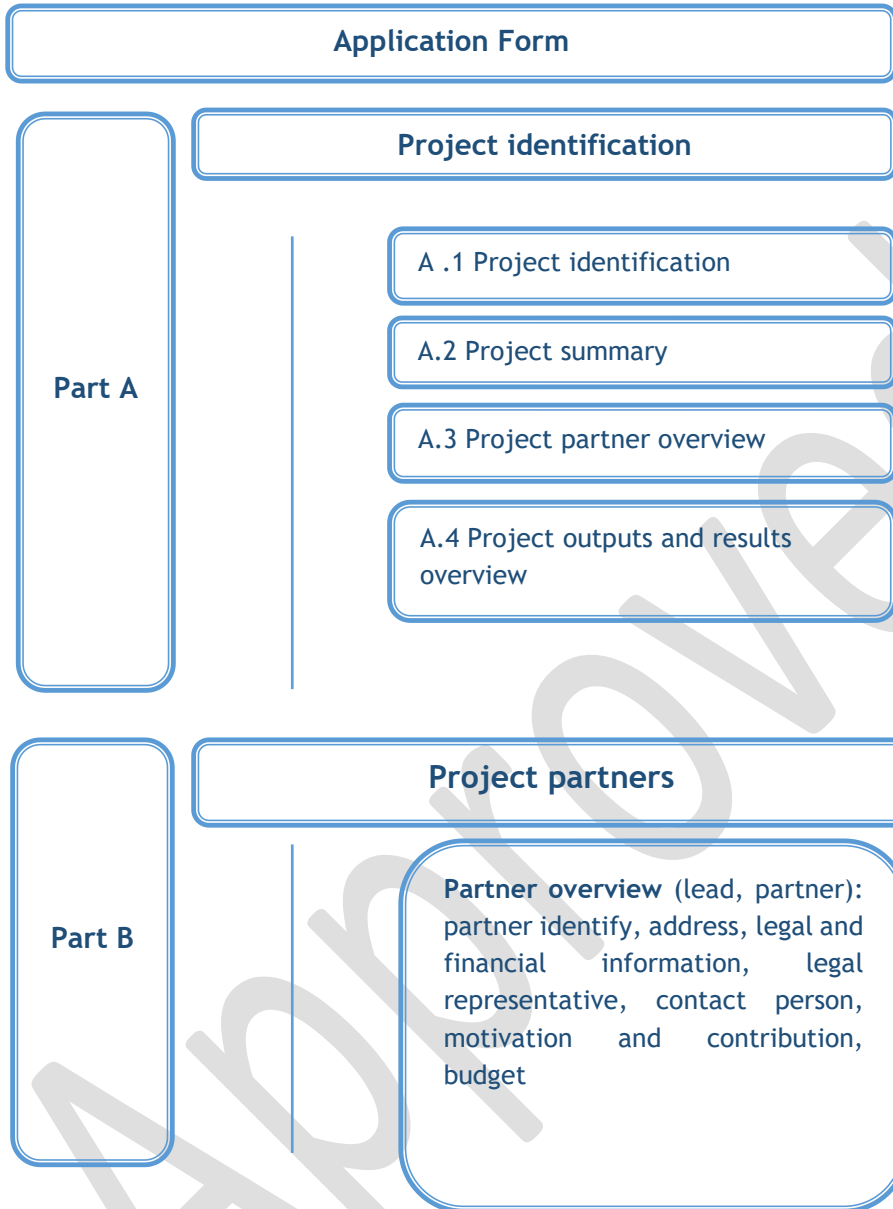 Application Form
Project identification
A .1 Project identification
A.2 Project summary
Part A
A.3 Project partner overview
A.4 Project outputs and results
overview
Project partners
Partner overview (lead, partner):
partner identify, address, legal and
financial information, legal
representative, contact person,
motivation and contribution,
budget
Part B
Approve